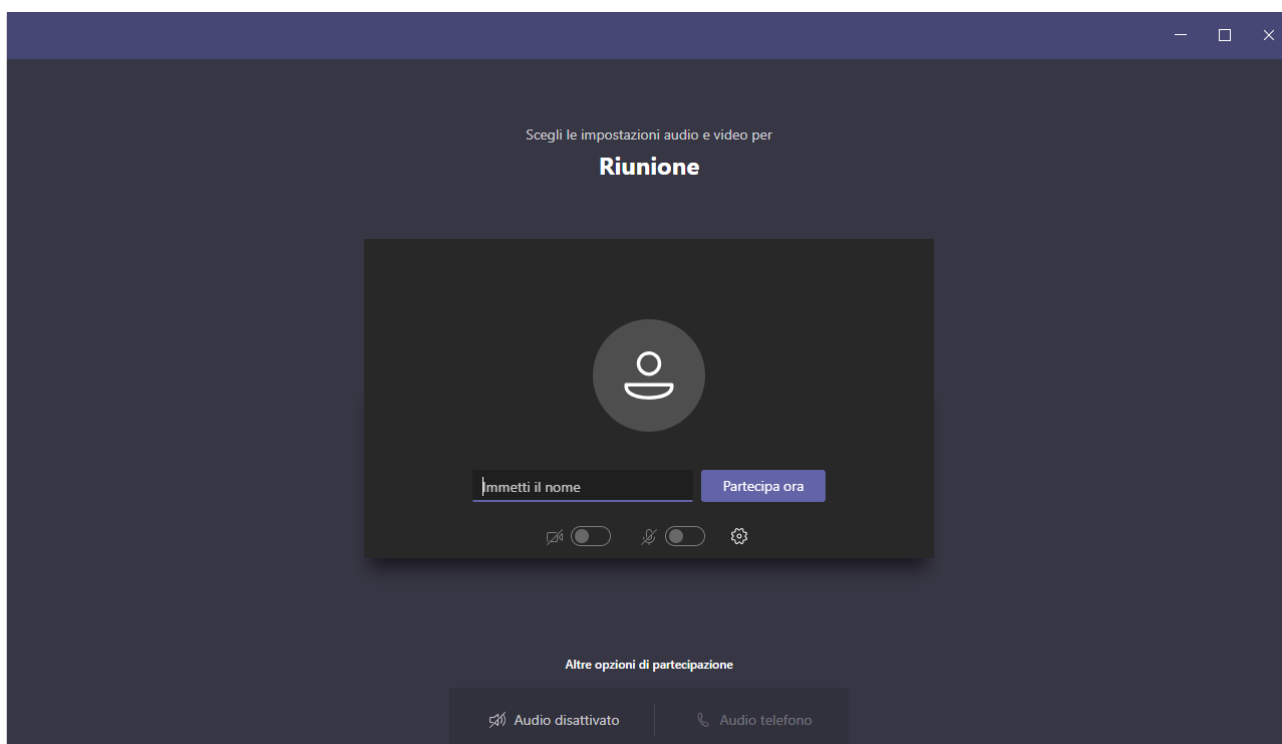 Scegli le impostazioni audio e video per
Riunione
Immetti il nome
Partecipa ora
Altre opzioni di partecipazione
Audio disattivato
Audio telefono